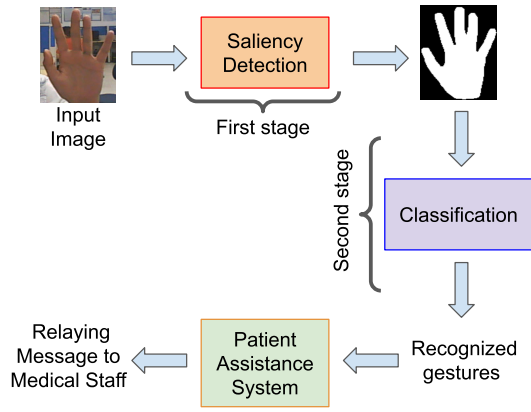 Input
Image
Saliency
Detection
First stage
Second stage
Classification
Recognized
gestures
Patient
Assistance
System
Relaying
Message to
Medical Staff